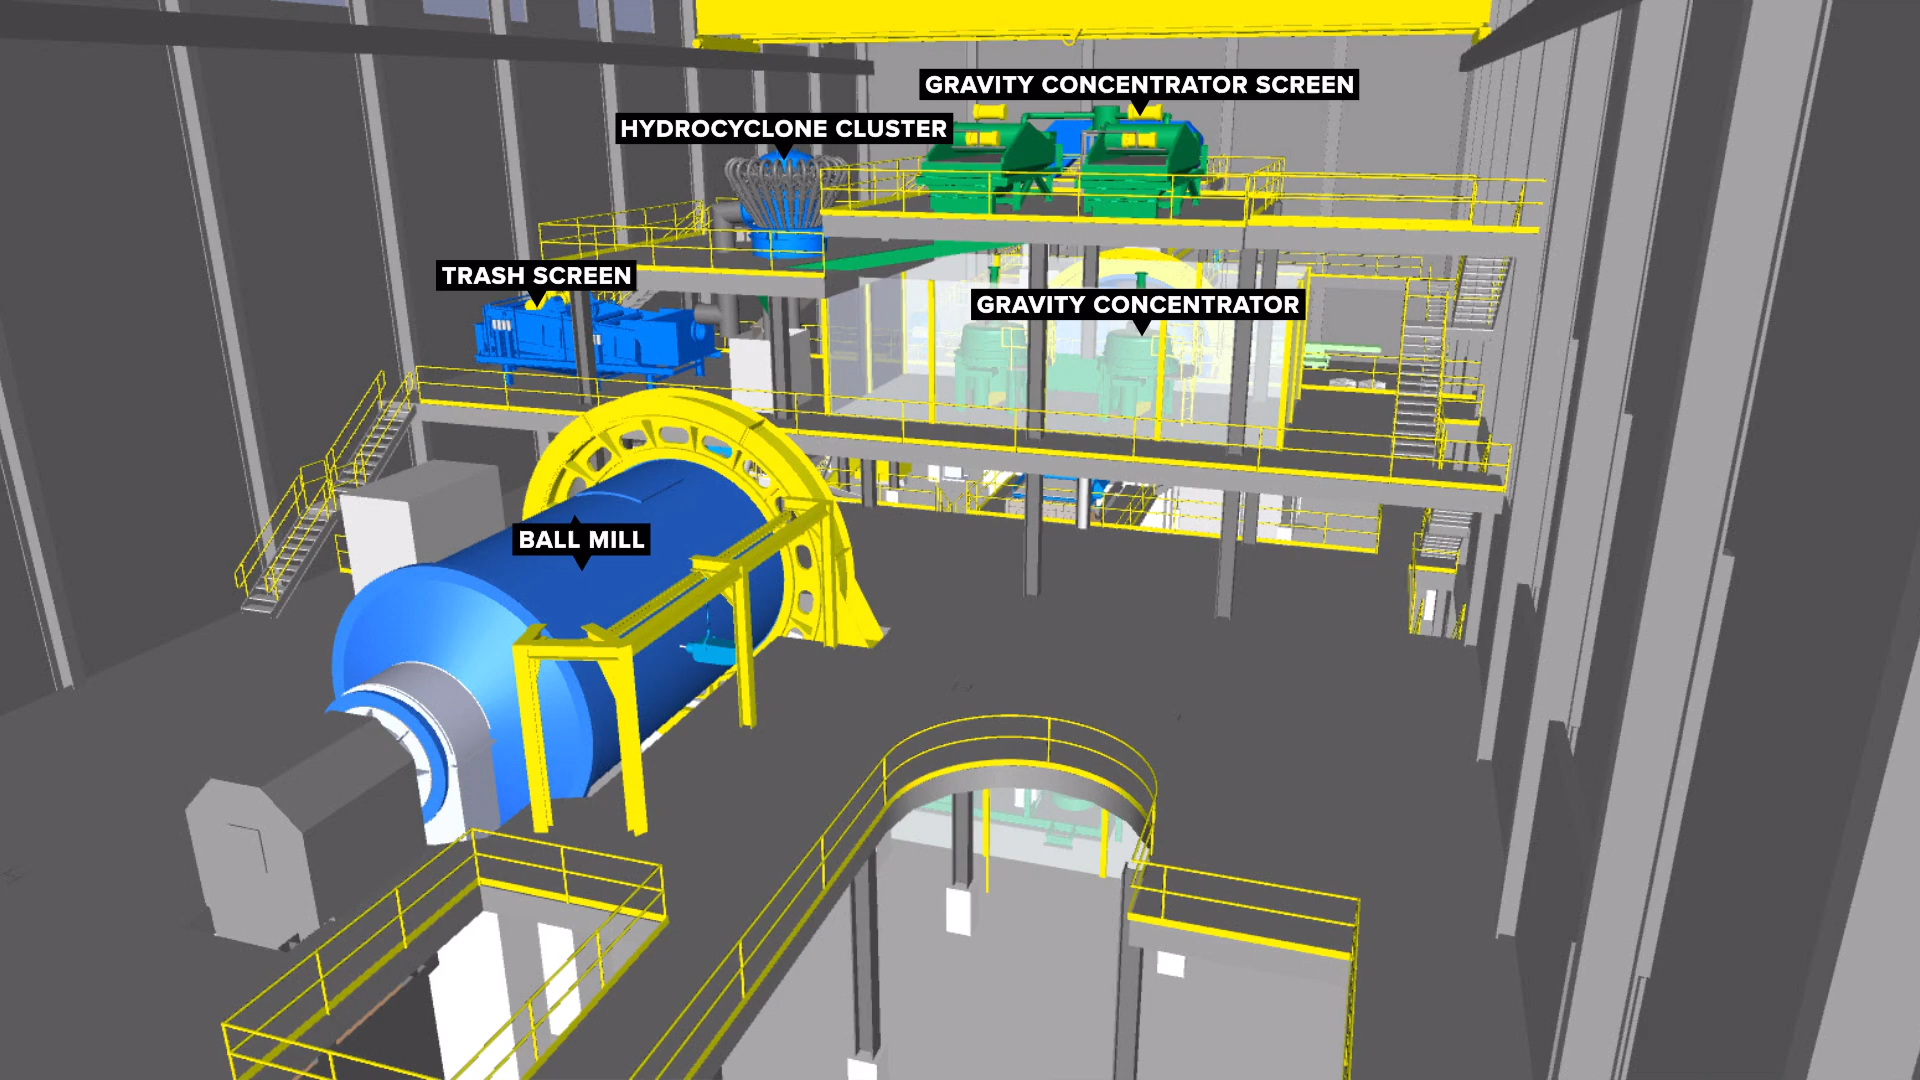 GRAVITY CONCENTRATOR SCREEN
HYDROCYCLONE CLUSTER
TRASH SCREEN
GRAVITY CONCENTRATOR
BALL MILL